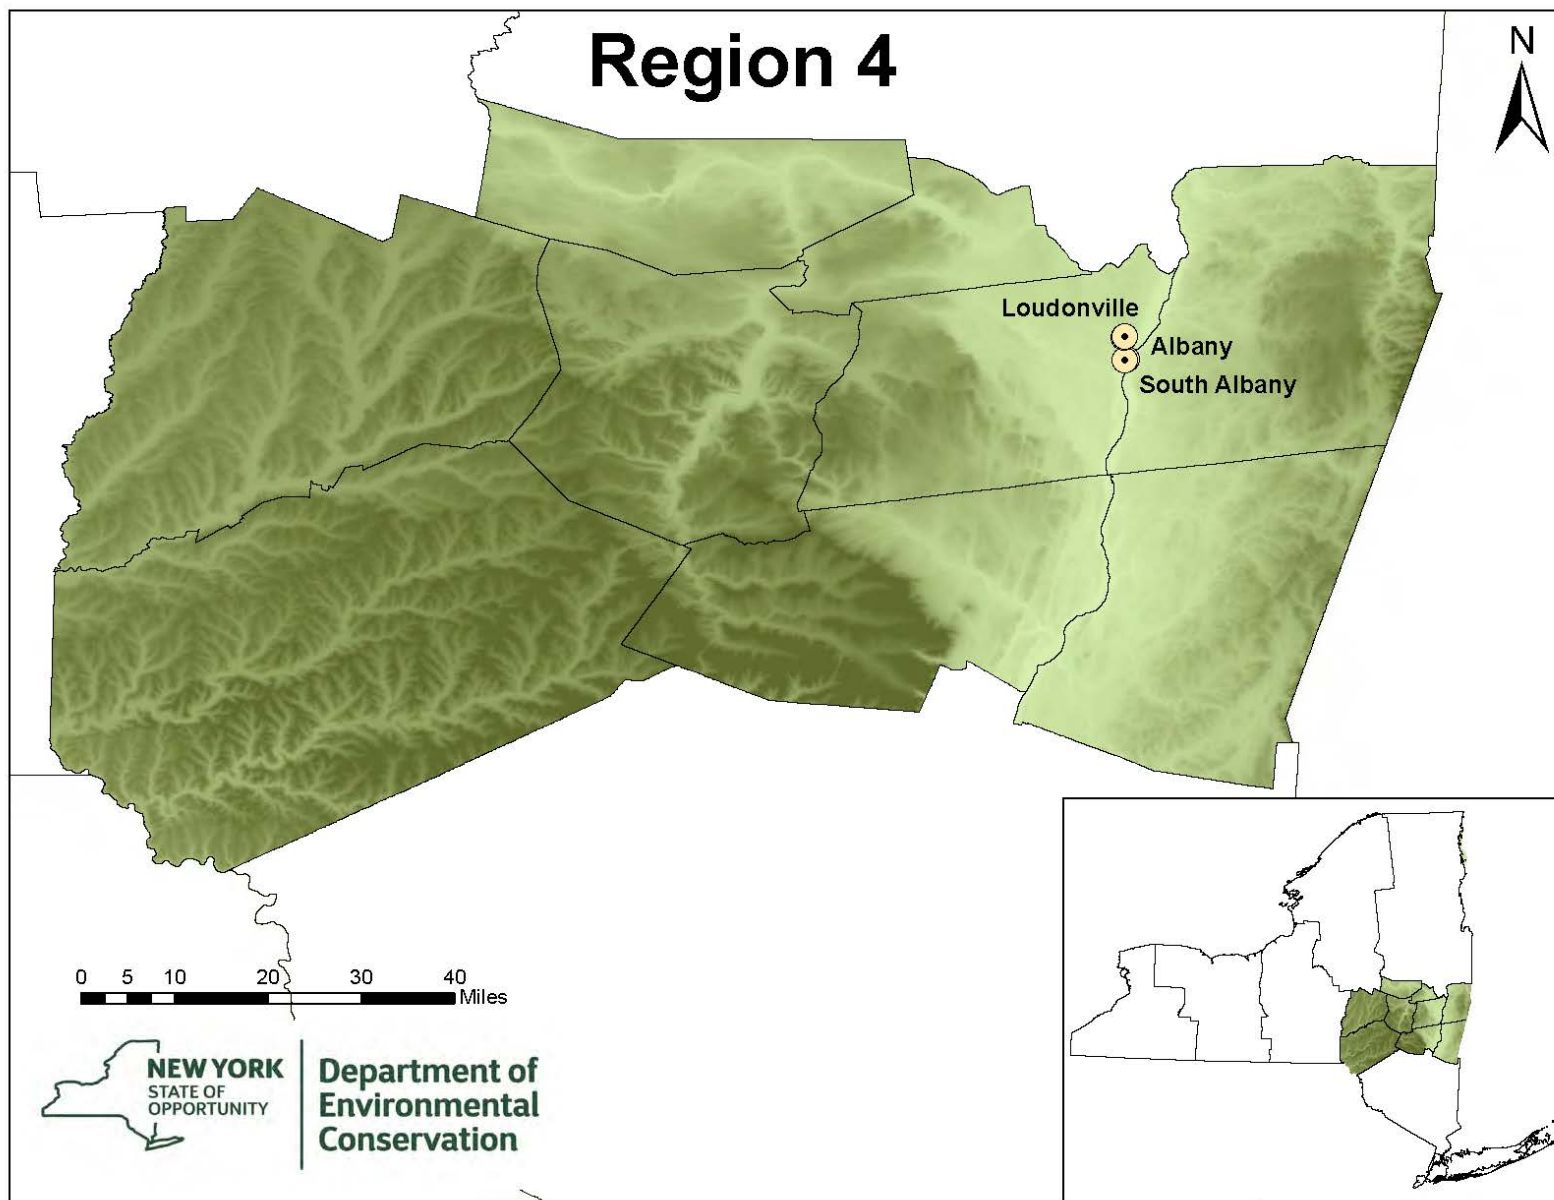 Region 4
N
Loudonville
Albany
South Albany
0 5 10 20 30 40
Miles
NEW YORK
STATE OF
OPPORTUNITY
Department of
Environmental
Conservation